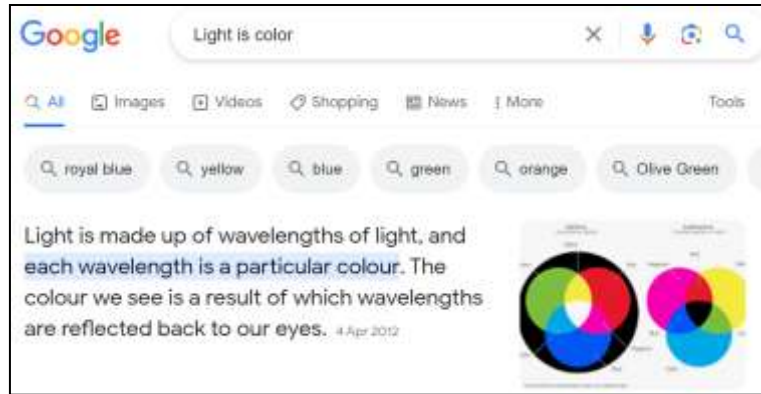 Google
Light is color
All Images Videos Shopping News More Tools
royal blue yellow blue green orange Olive Green
Light is made up of wavelengths of light, and
each wavelength is a particular colour. The
colour we see is a result of which wavelengths
are reflected back to our eyes. 4 Apr 2012